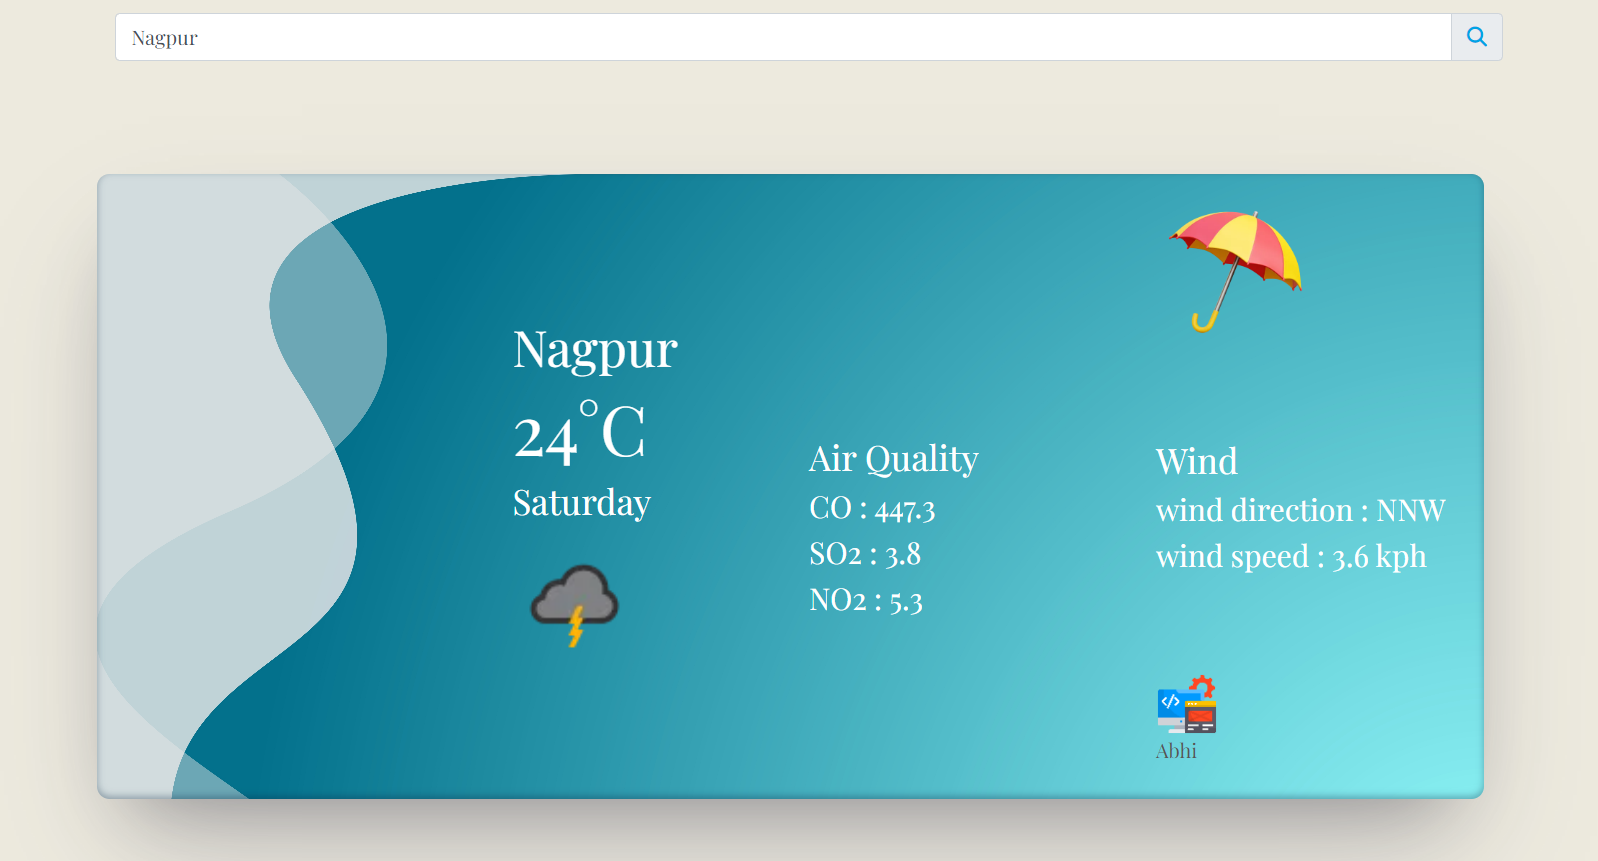 Nagpur
Nagpur
24°C
Saturday
Air Quality
CO : 447.3
SO2 : 3.8
NO2 : 5.3
Wind
wind direction : NNW
wind speed : 3.6 kph
</>
Abhi